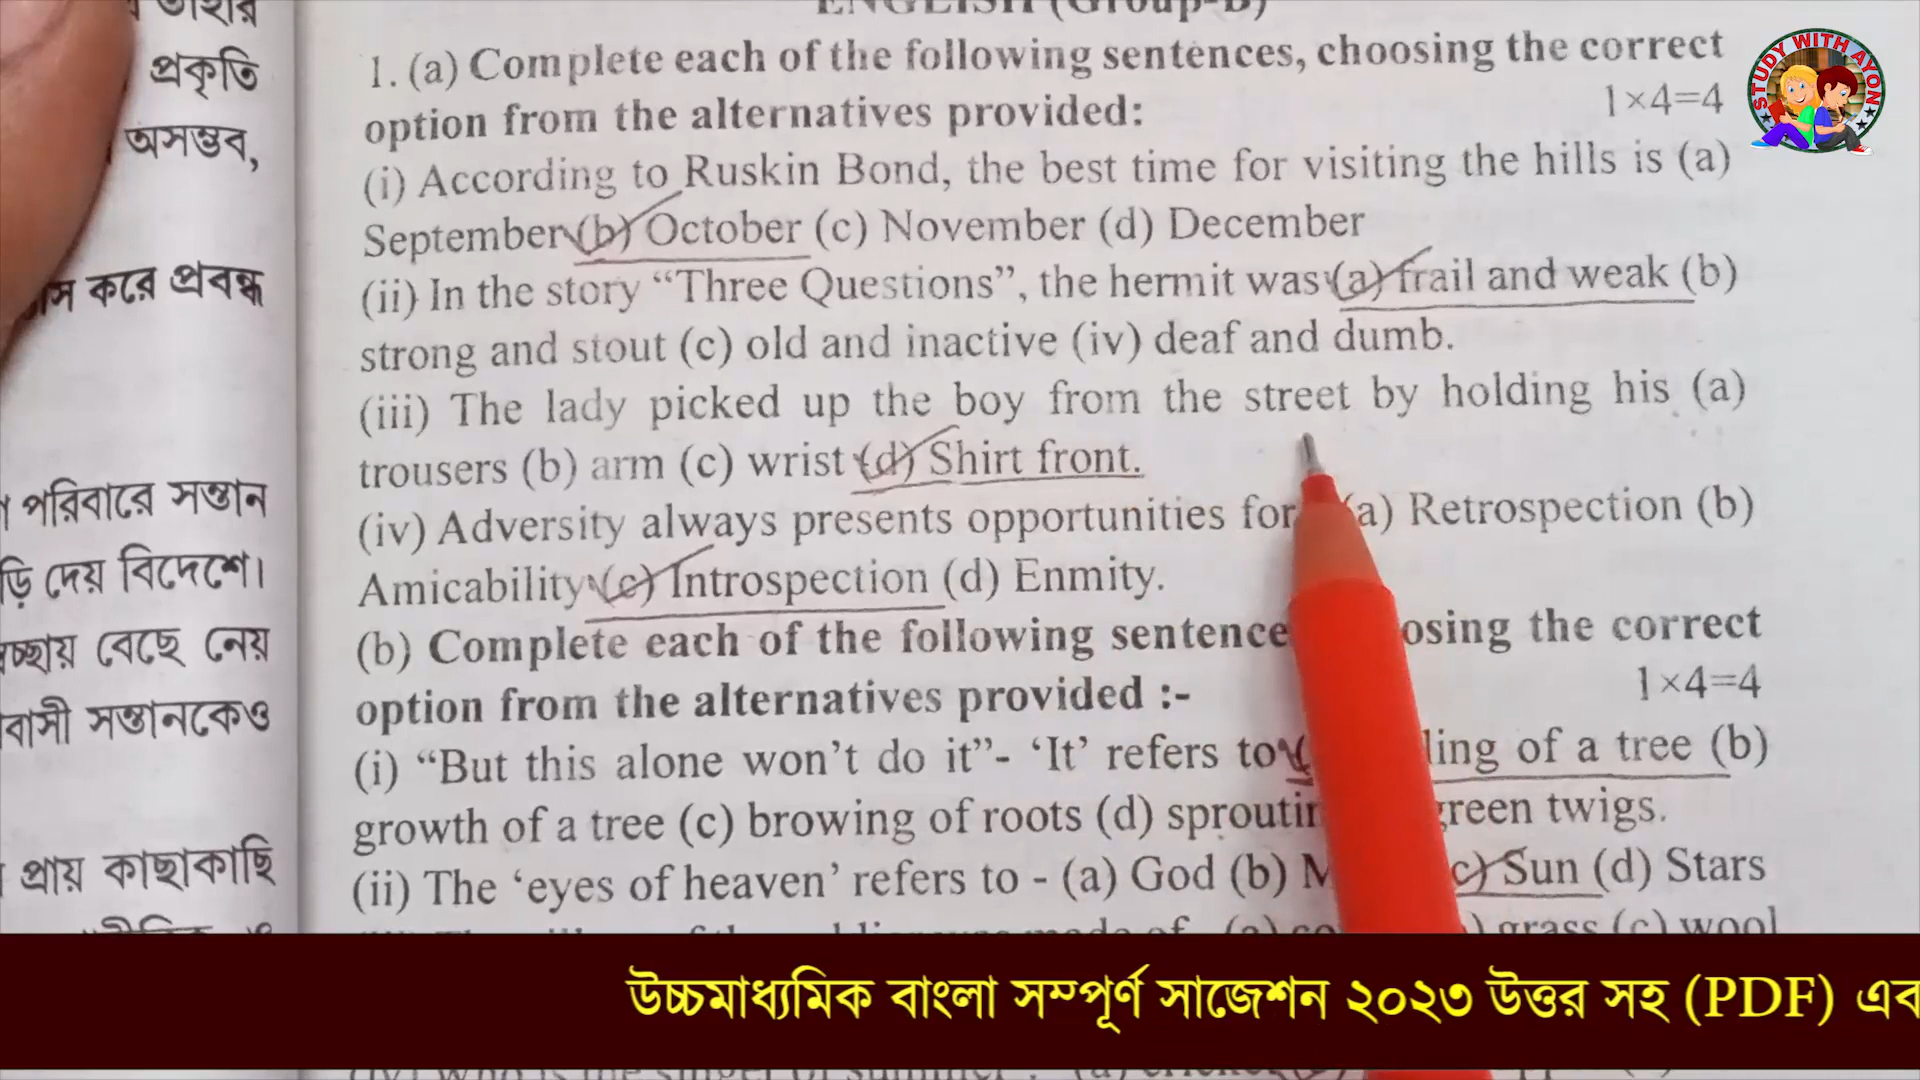 প্রকৃতি
অসম্ভব,
করে প্রবন্ধ
পরিবারে সন্তান
দেয় বিদেশে।
বেছে নেয়
সন্তানকেও
প্রায় কাছাকাছি
ENGLISH (Group-B)
1. (a) Complete each of the following sentences, choosing the correct
option from the alternatives provided: 1×4=4
(i) According to Ruskin Bond, the best time for visiting the hills is (a)
September (b) October (c) November (d) December
(ii) In the story “Three Questions”, the hermit was (a) frail and weak (b)
strong and stout (c) old and inactive (iv) deaf and dumb.
(iii) The lady picked up the boy from the street by holding his (a)
trousers (b) arm (c) wrist (d) Shirt front.
(iv) Adversity always presents opportunities for (a) Retrospection (b)
Amicability (c) Introspection (d) Enmity.
(b) Complete each of the following the correct
option from the alternatives provided :- 1×4=4
(i) “But this alone won’t do it”- ‘It’ refers to of a tree (b)
growth of a tree (c) browing of roots (d) twigs.
(ii) The ‘eyes of heaven’ refers to - (a) God (b) c) Sun (d) Stars
made of grass (c) wool
STUDY WITH AYON
উচ্চমাধ্যমিক বাংলা সম্পূর্ণ সাজেশন ২০২৩ উত্তর সহ (PDF)